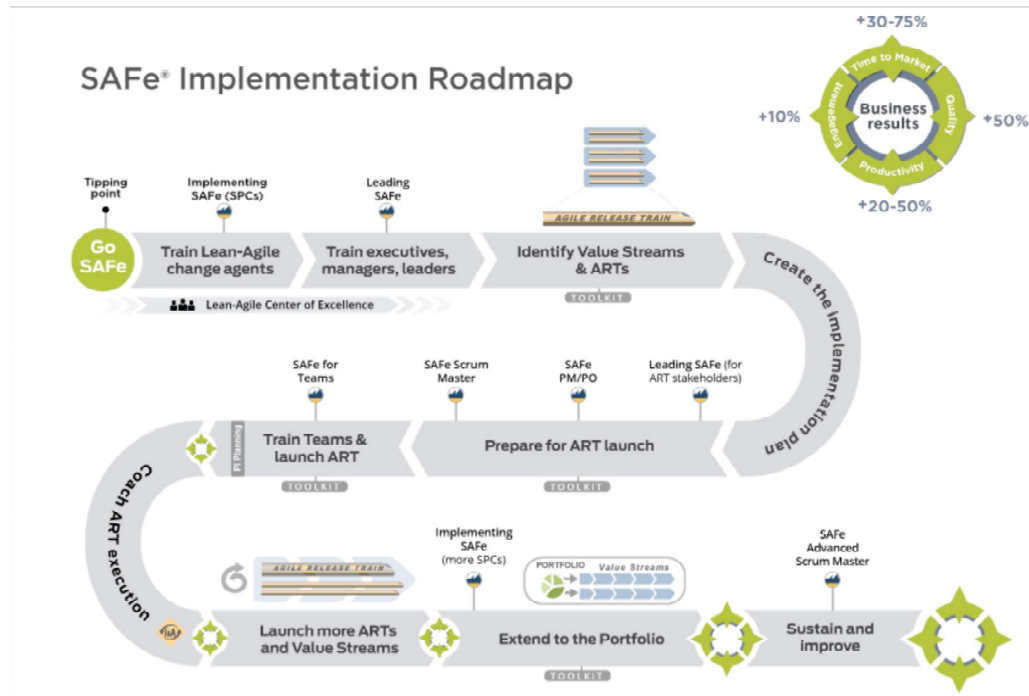 +30-75%
SAFe® Implementation Roadmap
Time to Market
Engagement
Business
results
Quality
Productivity
+10%
+50%
+20-50%
Tipping
point
Implementing
SAFe (SPCs)
Leading
SAFe
AGILE RELEASE TRAIN
Go
SAFe
Train Lean-Agile
change agents
Train executives,
managers, leaders
Identify Value Streams
& ARTs
TOOLKIT
Lean-Agile Center of Excellence
Create the implementation plan
SAFe for
Teams
SAFe Scrum
Master
SAFe
PM/PO
Leading SAFe (for
ART stakeholders)
PI Planning
Train Teams &
launch ART
Prepare for ART launch
TOOLKIT
TOOLKIT
Coach ART execution
I&A
AGILE RELEASE TRAIN
Implementing
SAFe
(more SPCs)
PORTFOLIO
Value Streams
SAFe
Advanced
Scrum Master
Launch more ARTs
and Value Streams
Extend to the Portfolio
Sustain and
improve
TOOLKIT